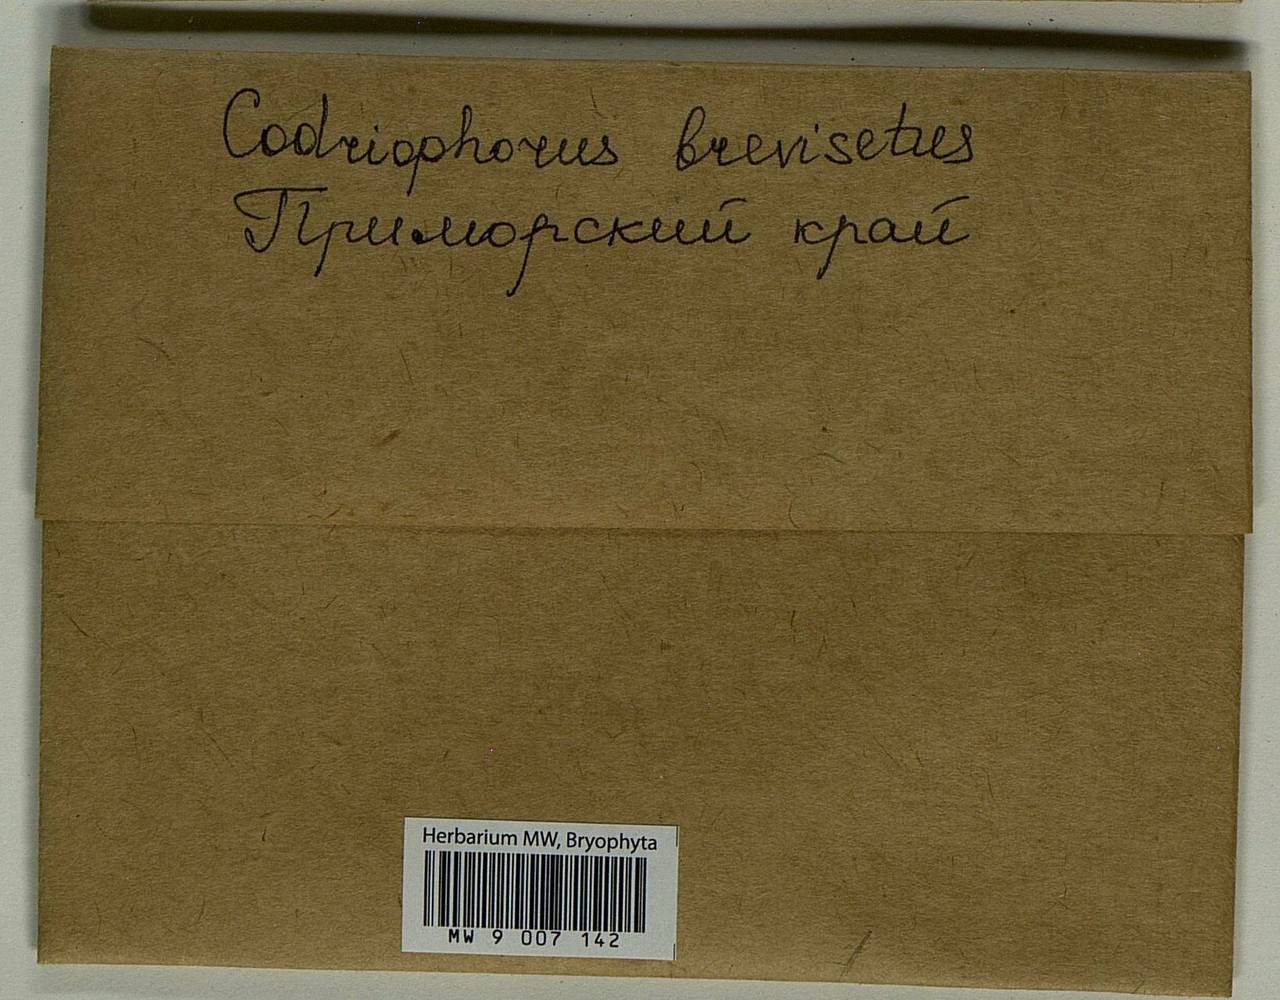 Codriophorus brevisetus
Приморский край
Herbarium MW, Bryophyta
MW 9 007 142